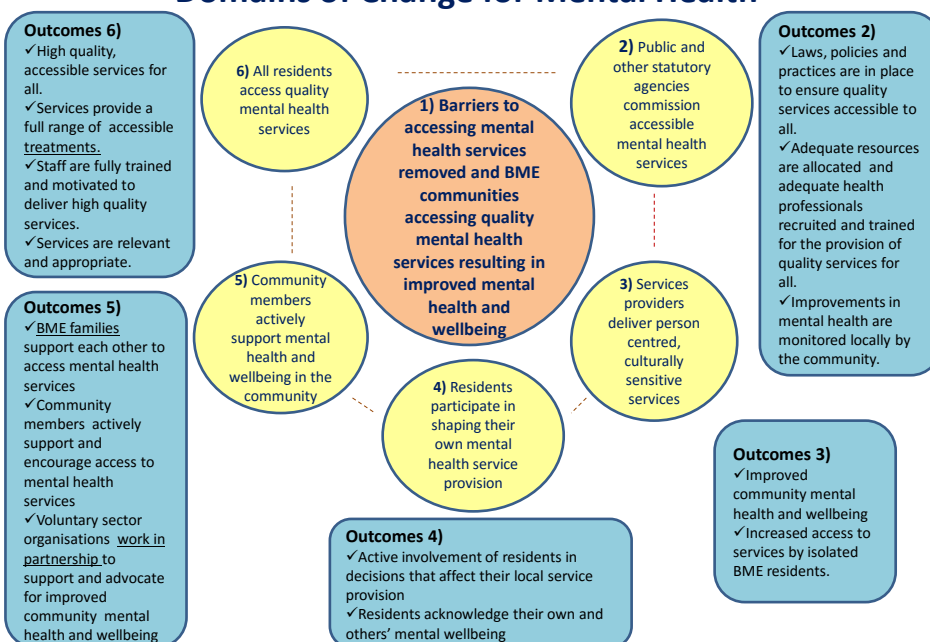 Domains of Change for Mental Health
Outcomes 6)
✓High quality,
accessible services for
all.
✓Services provide a
full range of accessible
treatments.
✓Staff are fully trained
and motivated to
deliver high quality
services.
✓Services are relevant
and appropriate.
6) All residents
access quality
mental health
services
1) Barriers to
accessing mental
health services
removed and BME
communities
accessing quality
mental health
services resulting in
improved mental
health and
wellbeing
2) Public and
other statutory
agencies
commission
accessible
mental health
services
Outcomes 2)
✓Laws, policies and
practices are in place
to ensure quality
services accessible to
all.
✓Adequate resources
are allocated and
adequate health
professionals
recruited and trained
for the provision of
quality services for
all.
✓Improvements in
mental health are
monitored locally by
the community.
5) Community
members
actively
support mental
health and
wellbeing in the
community
3) Services
providers
deliver person
centred,
culturally
sensitive
services
4) Residents
participate in
shaping their
own mental
health service
provision
Outcomes 5)
✓BME families
support each other to
access mental health
services
✓Community
members actively
support and
encourage access to
mental health
services
✓Voluntary sector
organisations work in
partnership to
support and advocate
for improved
community mental
health and wellbeing
Outcomes 3)
✓Improved
community mental
health and wellbeing
✓Increased access to
services by isolated
BME residents.
Outcomes 4)
✓Active involvement of residents in
decisions that affect their local service
provision
✓Residents acknowledge their own and
others' mental wellbeing